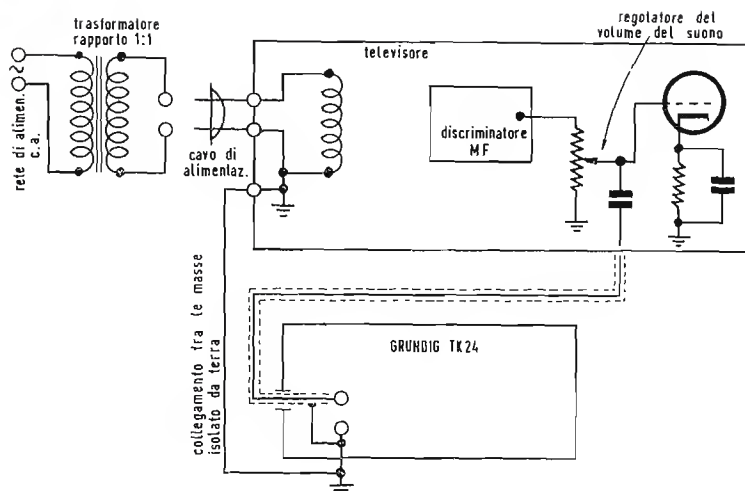 trasformatore
rapporto 1:1
rete di alimen.
c.a.
cavo di
alimentaz.
televisore
regolatore del
volume del suono
discriminatore
MF
collegamento fra le masse
isolato da terra
GRUNDIG TK24